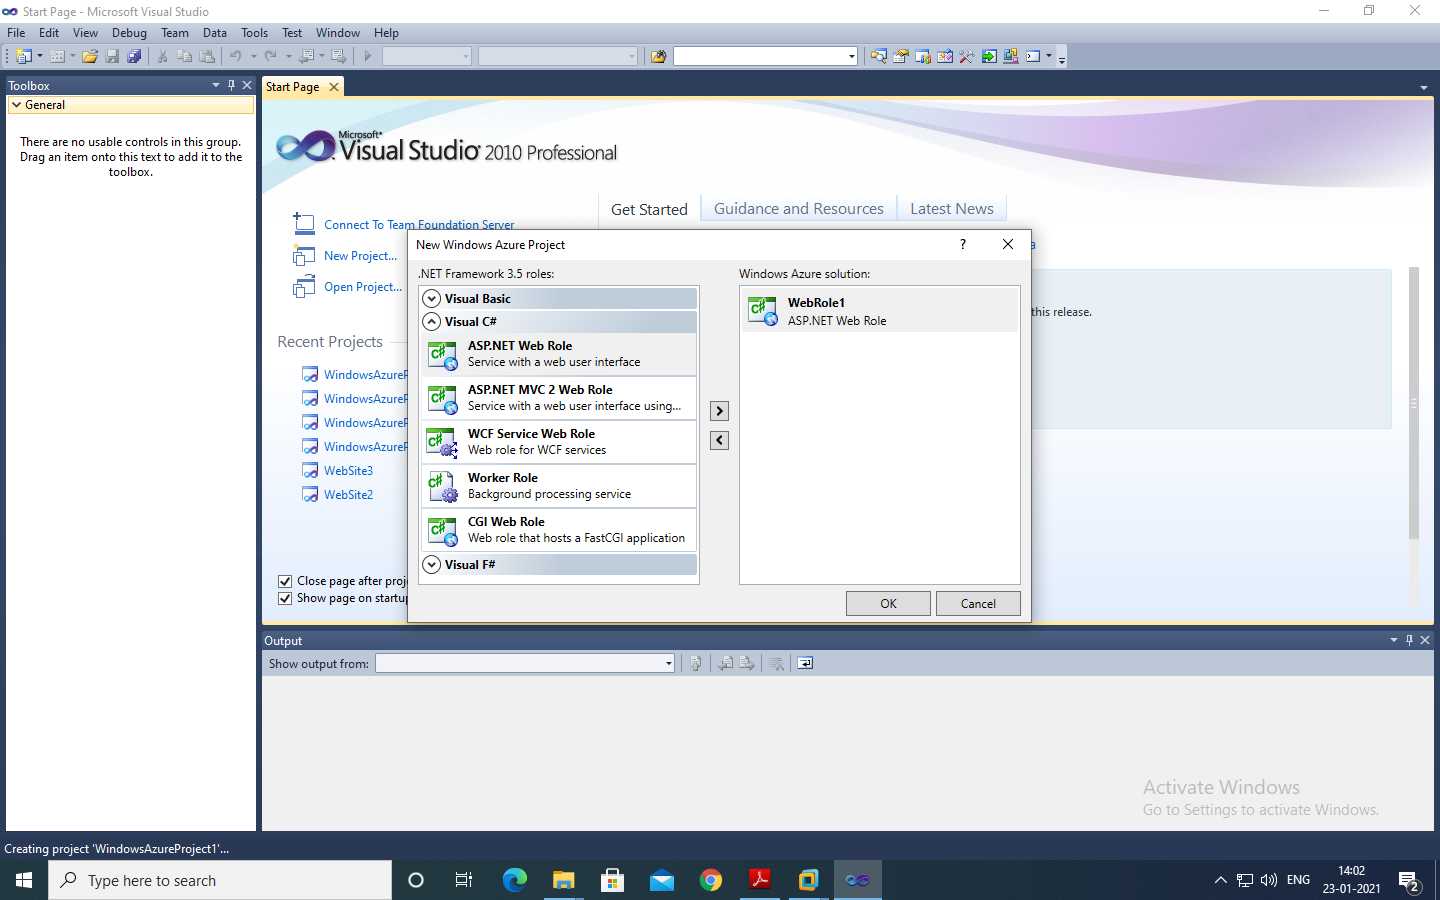 Start Page - Microsoft Visual Studio
File Edit View Debug Team Data Tools Test Window Help
Toolbox
General
There are no usable controls in this group.
Drag an item onto this text to add it to the
toolbox.
Start Page
Microsoft®
Visual Studio® 2010 Professional
Get Started
Guidance and Resources
Latest News
Connect To Team Foundation Server
New Project...
Open Project...
Recent Projects
WindowsAzureP
WindowsAzureP
WindowsAzureP
WindowsAzureP
WebSite3
WebSite2
Close page after proj
Show page on startu
a
this release.
New Windows Azure Project
?
.NET Framework 3.5 roles:
Visual Basic
Visual C#
ASP.NET Web Role
Service with a web user interface
ASP.NET MVC 2 Web Role
Service with a web user interface using...
WCF Service Web Role
Web role for WCF services
Worker Role
Background processing service
CGI Web Role
Web role that hosts a FastCGI application
Visual F#
Windows Azure solution:
WebRole1
ASP.NET Web Role
OK
Cancel
Output
Show output from:
Activate Windows
Go to Settings to activate Windows.
Creating project 'WindowsAzureProject1'...
Type here to search
ENG
14:02
23-01-2021
2